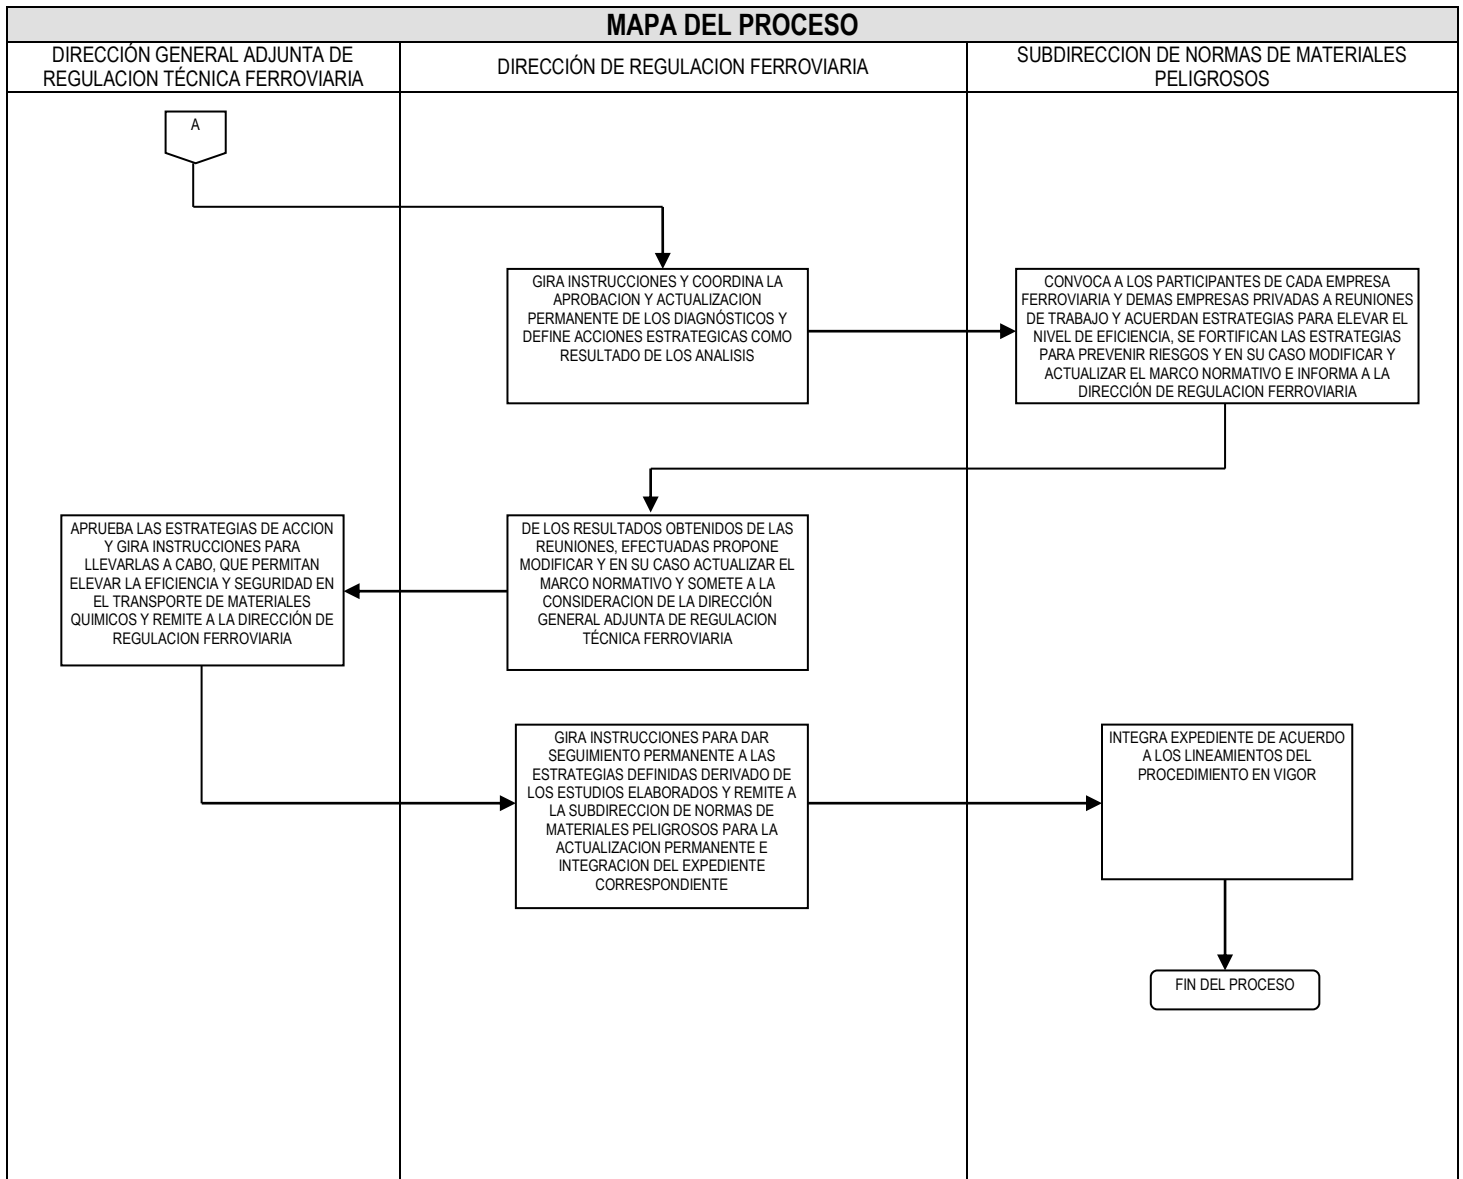 MAPA DEL PROCESO
DIRECCIÓN GENERAL ADJUNTA DE
REGULACION TÉCNICA FERROVIARIA
DIRECCIÓN DE REGULACION FERROVIARIA
SUBDIRECCION DE NORMAS DE MATERIALES
PELIGROSOS
A
GIRA INSTRUCCIONES Y COORDINA LA
APROBACION Y ACTUALIZACION
PERMANENTE DE LOS DIAGNÓSTICOS Y
DEFINE ACCIONES ESTRATEGICAS COMO
RESULTADO DE LOS ANALISIS
CONVOCA A LOS PARTICIPANTES DE CADA EMPRESA
FERROVIARIA Y DEMAS EMPRESAS PRIVADAS A REUNIONES
DE TRABAJO Y ACUERDAN ESTRATEGIAS PARA ELEVAR EL
NIVEL DE EFICIENCIA, SE FORTIFICAN LAS ESTRATEGIAS
PARA PREVENIR RIESGOS Y EN SU CASO MODIFICAR Y
ACTUALIZAR EL MARCO NORMATIVO E INFORMA A LA
DIRECCIÓN DE REGULACION FERROVIARIA
APRUEBA LAS ESTRATEGIAS DE ACCION
Y GIRA INSTRUCCIONES PARA
LLEVARLAS A CABO, QUE PERMITAN
ELEVAR LA EFICIENCIA Y SEGURIDAD EN
EL TRANSPORTE DE MATERIALES
QUIMICOS Y REMITE A LA DIRECCIÓN DE
REGULACION FERROVIARIA
DE LOS RESULTADOS OBTENIDOS DE LAS
REUNIONES, EFECTUADAS PROPONE
MODIFICAR Y EN SU CASO ACTUALIZAR EL
MARCO NORMATIVO Y SOMETE A LA
CONSIDERACION DE LA DIRECCIÓN
GENERAL ADJUNTA DE REGULACION
TÉCNICA FERROVIARIA
GIRA INSTRUCCIONES PARA DAR
SEGUIMIENTO PERMANENTE A LAS
ESTRATEGIAS DEFINIDAS DERIVADO DE
LOS ESTUDIOS ELABORADOS Y REMITE A
LA SUBDIRECCION DE NORMAS DE
MATERIALES PELIGROSOS PARA LA
ACTUALIZACION PERMANENTE E
INTEGRACION DEL EXPEDIENTE
CORRESPONDIENTE
INTEGRA EXPEDIENTE DE ACUERDO
A LOS LINEAMIENTOS DEL
PROCEDIMIENTO EN VIGOR
FIN DEL PROCESO